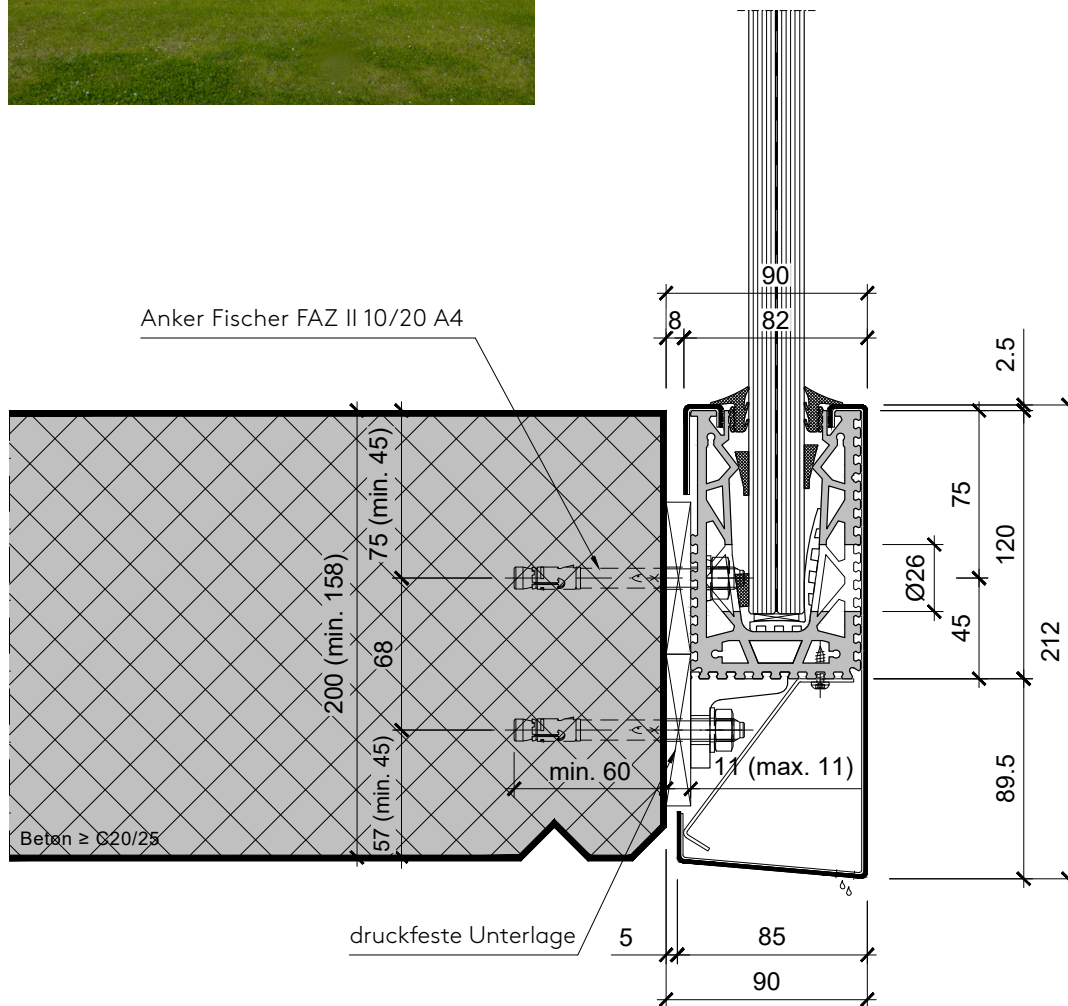 90
8
82
Anker Fischer FAZ II 10/20 A4
2.5
75 (min. 45)
75
120
Ø26
200 (min. 158)
68
45
212
min. 60
11 (max. 11)
89.5
57 (min. 45)
Beton ≥ C20/25
druckfeste Unterlage
5
85
90